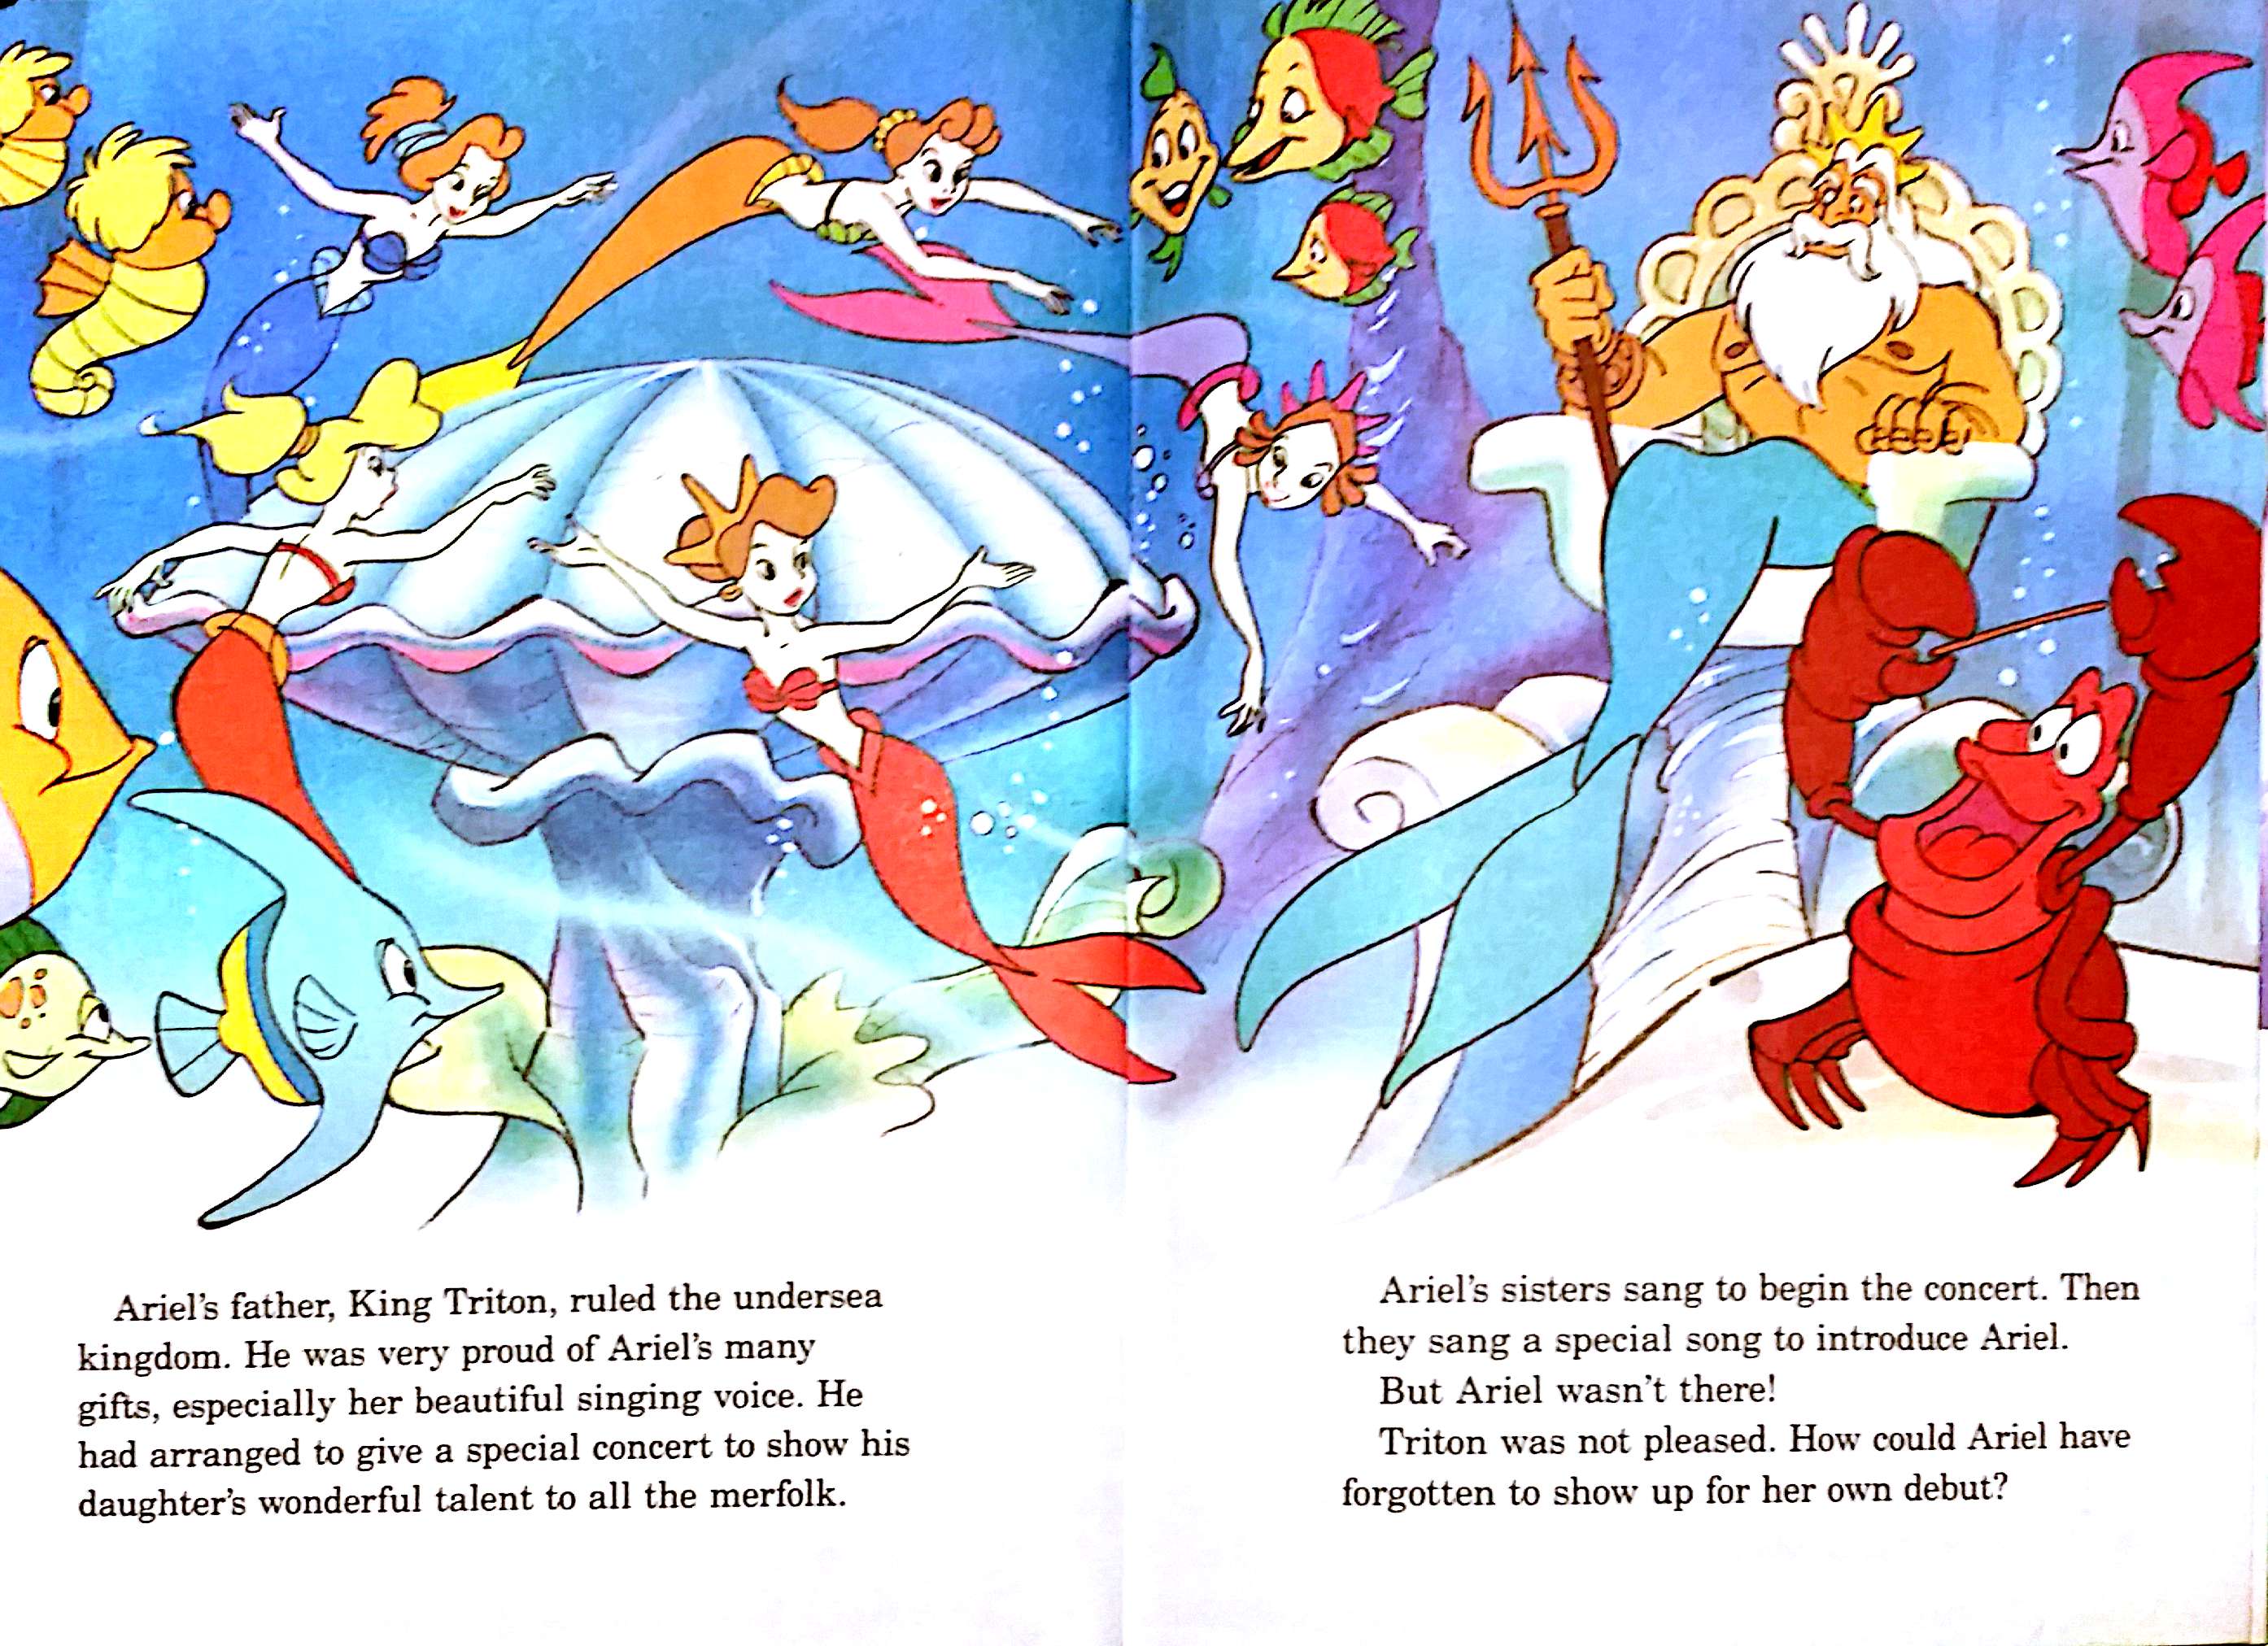 Ariel's father, King Triton, ruled the undersea
kingdom. He was very proud of Ariel's many
gifts, especially her beautiful singing voice. He
had arranged to give a special concert to show his
daughter's wonderful talent to all the merfolk.
Ariel's sisters sang to begin the concert. Then
they sang a special song to introduce Ariel.
But Ariel wasn't there!
Triton was not pleased. How could Ariel have
forgotten to show up for her own debut?